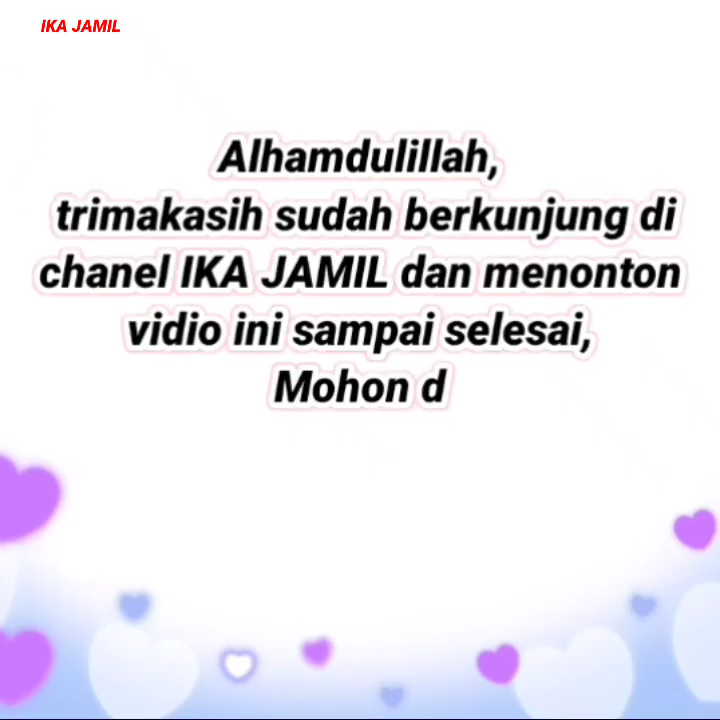 IKA JAMIL
Alhamdulillah,
trimakasih sudah berkunjung di
chanel IKA JAMIL dan menonton
vidio ini sampai selesai,
Mohon d